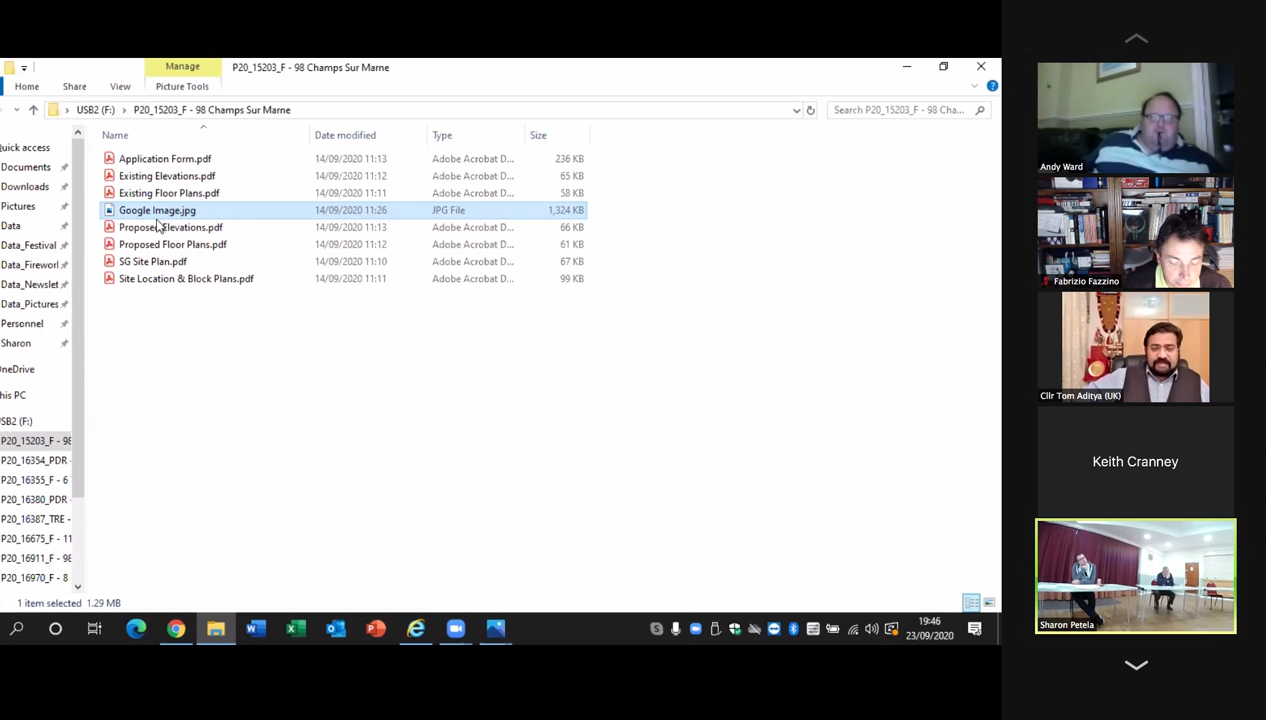 Manage
P20_15203_F - 98 Champs Sur Marne
Home
Share
View
Picture Tools
USB2 (F:)
P20_15203_F - 98 Champs Sur Marne
Search P20_15203_F - 98 Cha...
Name
Date modified
Type
Size
Application Form.pdf 14/09/2020 11:13 Adobe Acrobat D... 236 KB
Existing Elevations.pdf 14/09/2020 11:12 Adobe Acrobat D... 65 KB
Existing Floor Plans.pdf 14/09/2020 11:11 Adobe Acrobat D... 58 KB
Google Image.jpg 14/09/2020 11:26 JPG File 1,324 KB
Proposed Elevations.pdf 14/09/2020 11:13 Adobe Acrobat D... 66 KB
Proposed Floor Plans.pdf 14/09/2020 11:12 Adobe Acrobat D... 61 KB
SG Site Plan.pdf 14/09/2020 11:10 Adobe Acrobat D... 67 KB
Site Location & Block Plans.pdf 14/09/2020 11:11 Adobe Acrobat D... 99 KB
uick access
Documents
Downloads
Pictures
Data
Data_Festival
Data_Firewor
Data_Newslet
Data_Pictures
Personnel
Sharon
neDrive
his PC
SB2 (F:)
P20_15203_F - 98
P20_16354_PDR
P20_16355_F - 6
P20_16380_PDR -
P20_16387_TRE -
P20_16675_F - 11
P20_16911_F - 98
P20_16970_F - 8
1 item selected 1.29 MB
19:46
23/09/2020
Andy Ward
Fabrizio Fazzino
Cllr Tom Aditya (UK)
Keith Cranney
Sharon Petela